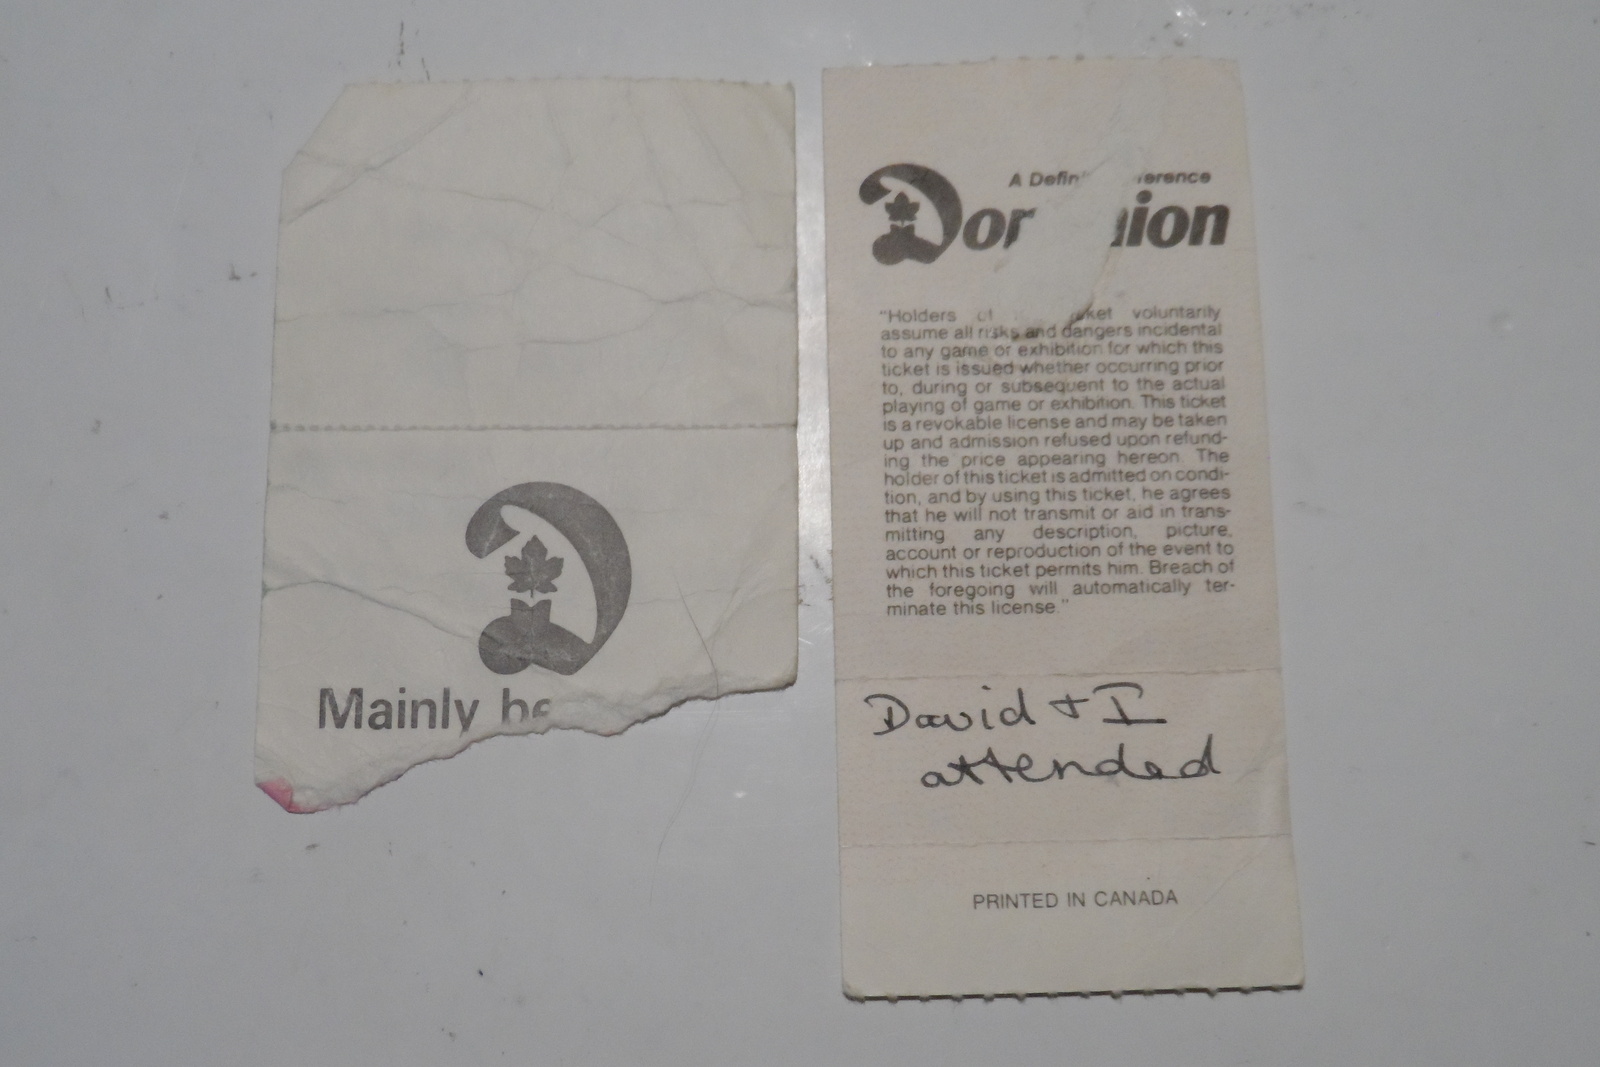 Mainly
A
Dominion
"Holders voluntarily
assume all risks and dangers incidental
to any game or exhibition for which this
ticket is issued whether occurring prior
to, during or subsequent to the actual
playing of game or exhibition. This ticket
is a revokable license and may be taken
up and admission refused upon refund-
ing the price appearing hereon. The
holder of this ticket is admitted on condi-
tion, and by using this ticket, he agrees
that he will not transmit or aid in trans-
mitting any description, picture,
account or reproduction of the event to
which this ticket permits him. Breach of
the foregoing will automatically ter-
minate this license."
David + I
attended
PRINTED IN CANADA